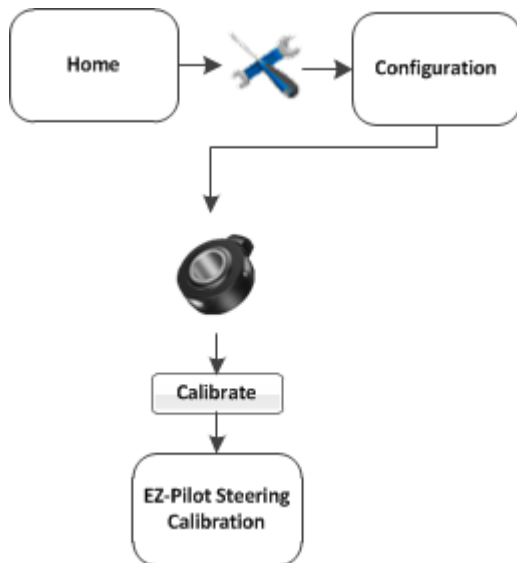 Home
Configuration
Calibrate
EZ-Pilot Steering
Calibration